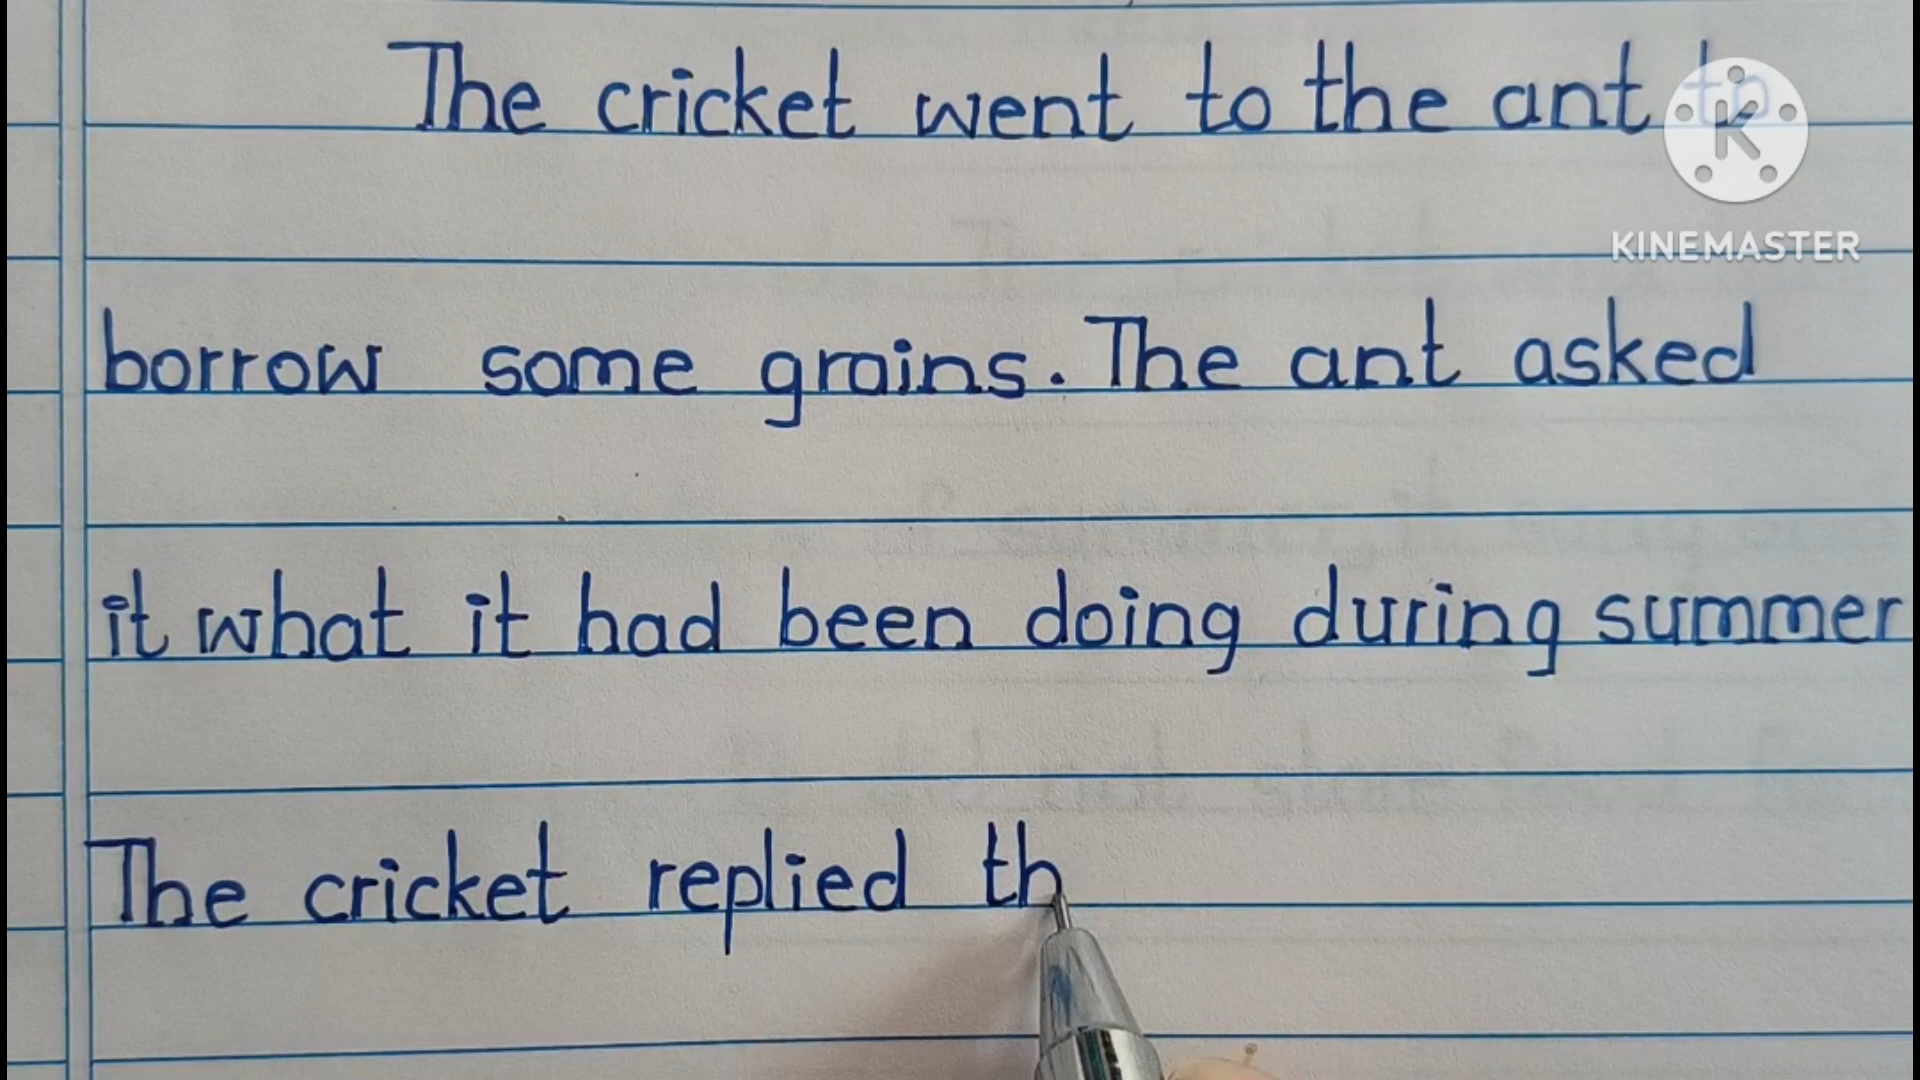 The cricket went to the ant to
KINEMASTER
borrow some grains. The ant asked
it what it had been doing during summer
The cricket replied th